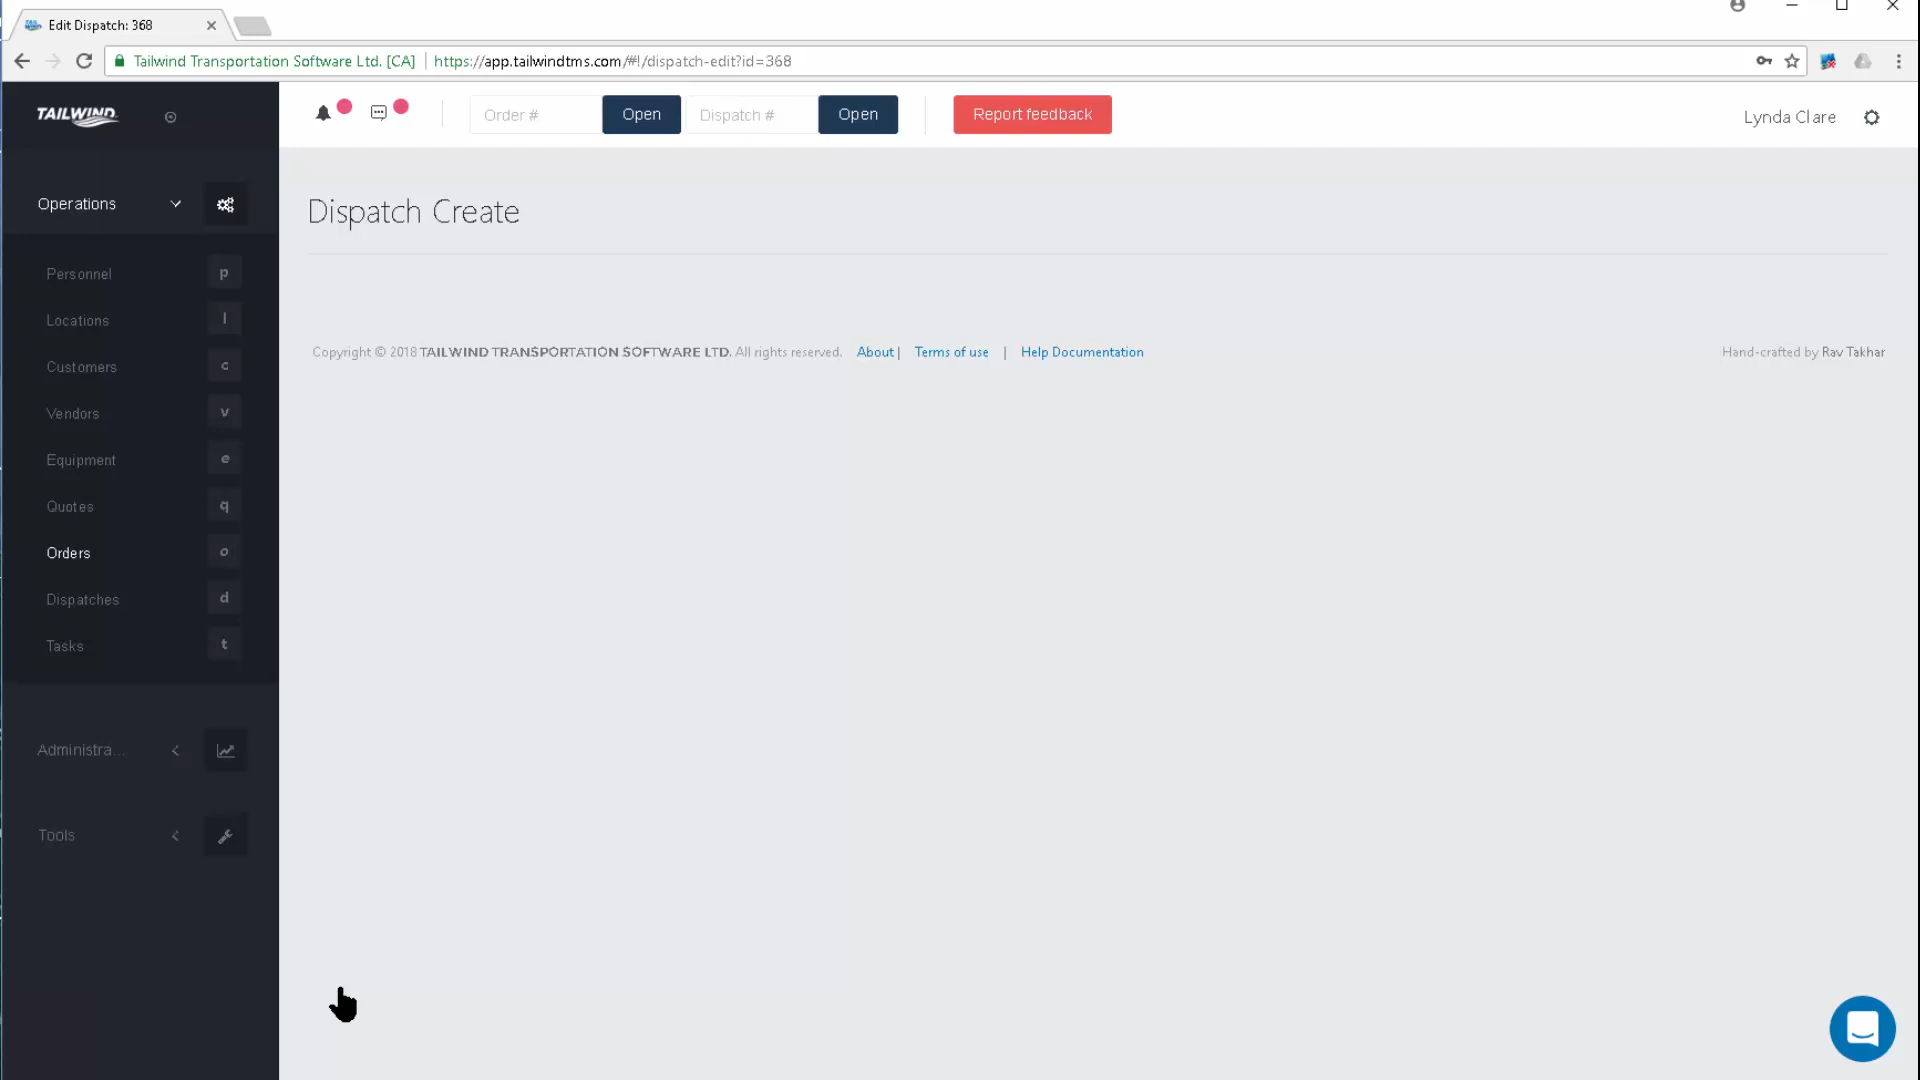 Edit Dispatch: 368
Tailwind Transportation Software Ltd. [CA] https://app.tailwindtms.com/#!/dispatch-edit?id=368
TAILWIND
Order # Open Dispatch # Open Report feedback Lynda Clare
Operations
Dispatch Create
Personnel p
Locations l
Customers c
Vendors v
Equipment e
Quotes q
Orders o
Dispatches d
Tasks t
Administra...
Tools
Copyright © 2018 TAILWIND TRANSPORTATION SOFTWARE LTD. All rights reserved. About | Terms of use | Help Documentation Hand-crafted by Rav Takhar